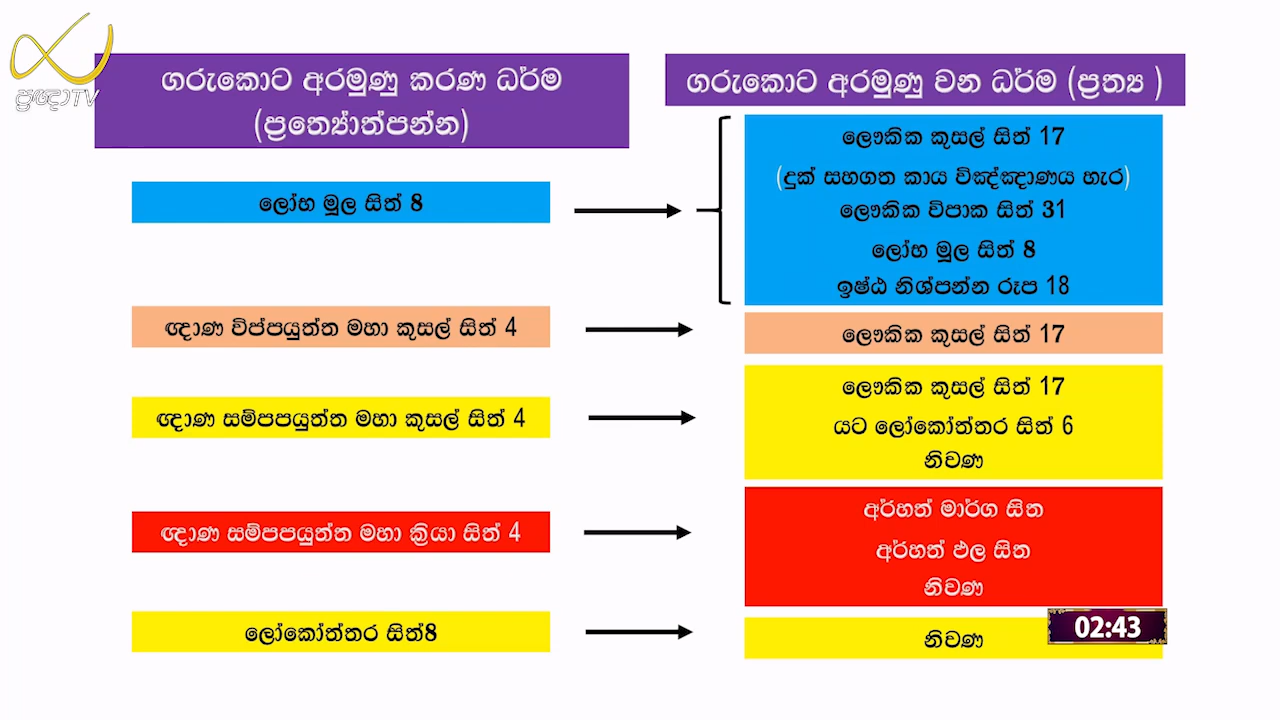 ප්‍රඥාTV
ගරුකොට අරමුණු කරණ ධර්ම
(ප්‍රත්‍යෝත්පන්න)
ගරුකොට අරමුණු වන ධර්ම (ප්‍රත්‍ය )
ලෝභ මූල සිත් 8
ලෞකික කුසල් සිත් 17
(දුක් සහගත කාය විඤ්ඤාණය හැර)
ලෞකික විපාක සිත් 31
ලෝභ මූල සිත් 8
ඉෂ්ඨ නිශ්පන්න රූප 18
ඥාණ විප්පයුත්ත මහා කුසල් සිත් 4
ලෞකික කුසල් සිත් 17
ඥාණ සම්පපයුත්ත මහා කුසල් සිත් 4
ලෞකික කුසල් සිත් 17
යට ලෝකෝත්තර සිත් 6
නිවණ
ඥාණ සම්පපයුත්ත මහා ක්‍රියා සිත් 4
අර්හත් මාර්ග සිත
අර්හත් ඵල සිත
නිවණ
ලෝකෝත්තර සිත්8
නිවණ
02:43